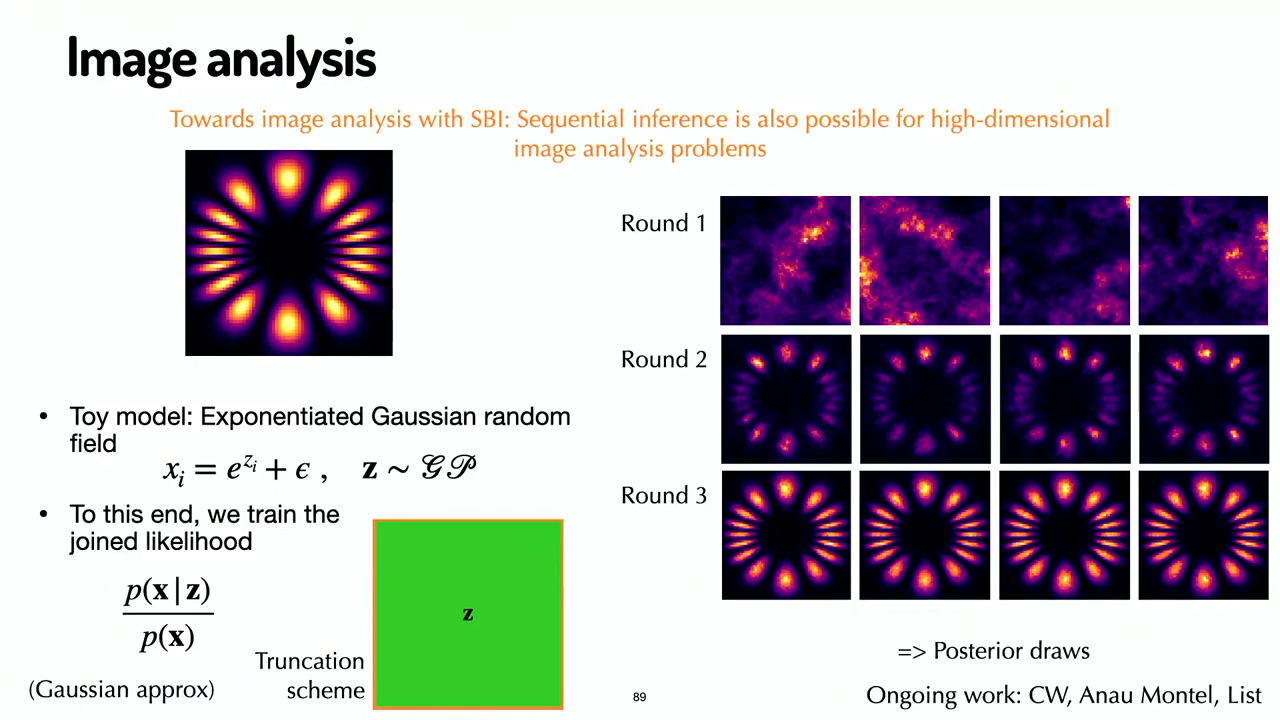 Image analysis
Towards image analysis with SBI: Sequential inference is also possible for high-dimensional
image analysis problems
Round 1
Round 2
Round 3
• Toy model: Exponentiated Gaussian random
field
xᵢ = e^{zᵢ} + ϵ , z ∼ 𝒢𝒫
• To this end, we train the
joined likelihood
p(x|z)
p(x)
(Gaussian approx)
Truncation
scheme
z
=> Posterior draws
89
Ongoing work: CW, Anau Montel, List